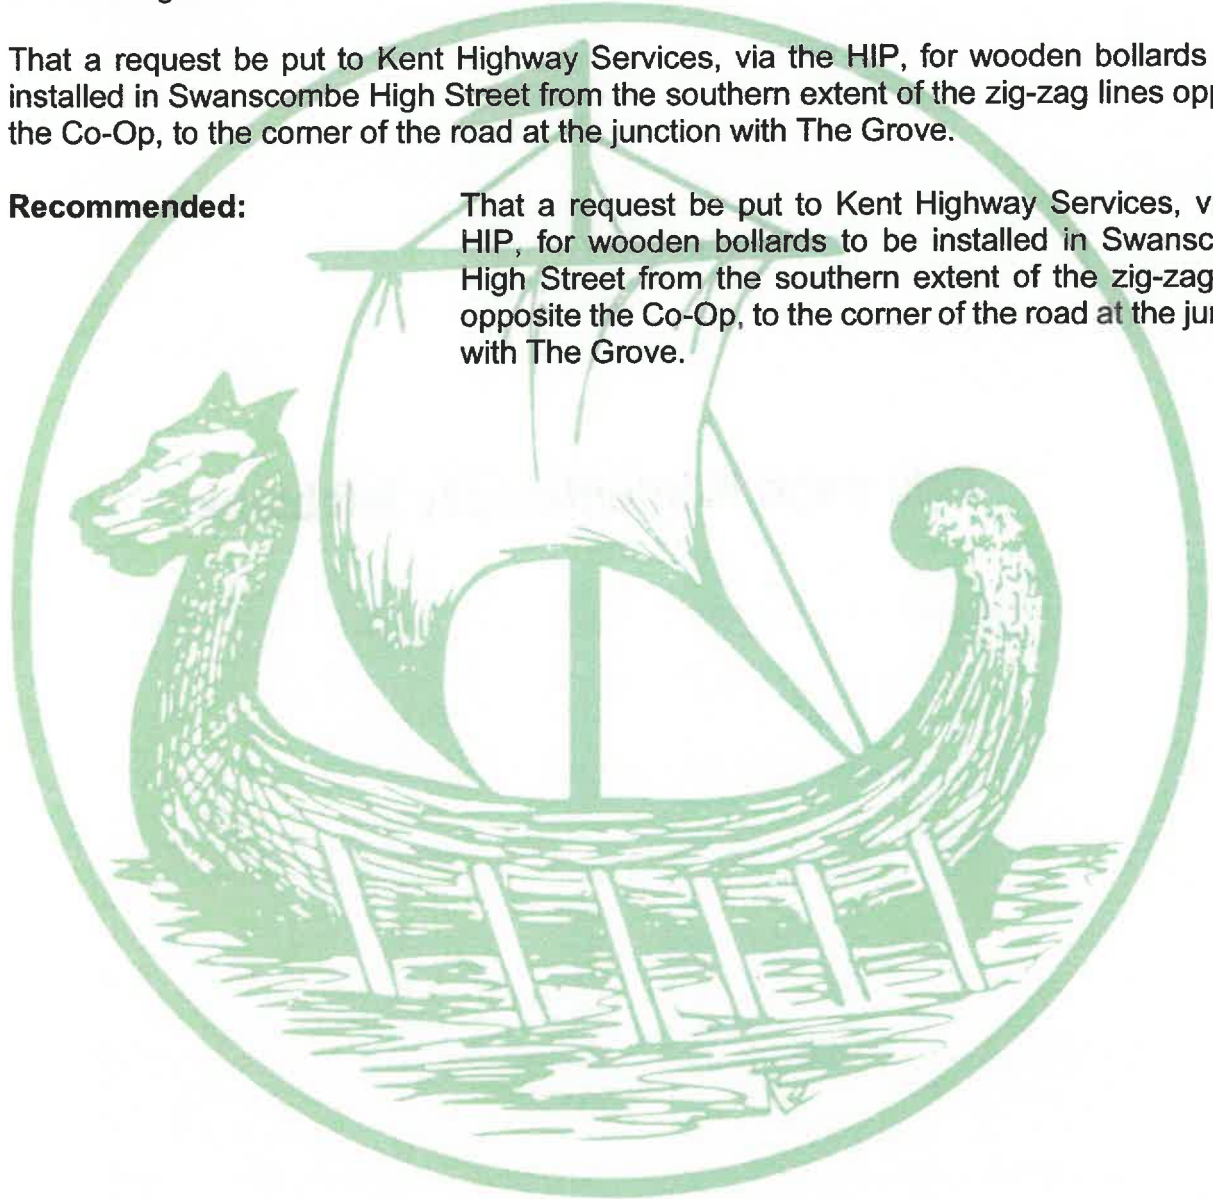 That a request be put to Kent Highway Services, via the HIP, for wooden bollards
installed in Swanscombe High Street from the southern extent of the zig-zag lines
the Co-Op, to the corner of the road at the junction with The Grove.
Recommended:
That a request be put to Kent Highway Services,
HIP, for wooden bollards to be installed in
High Street from the southern extent of the zig-zag
opposite the Co-Op, to the corner of the road at the
with The Grove.